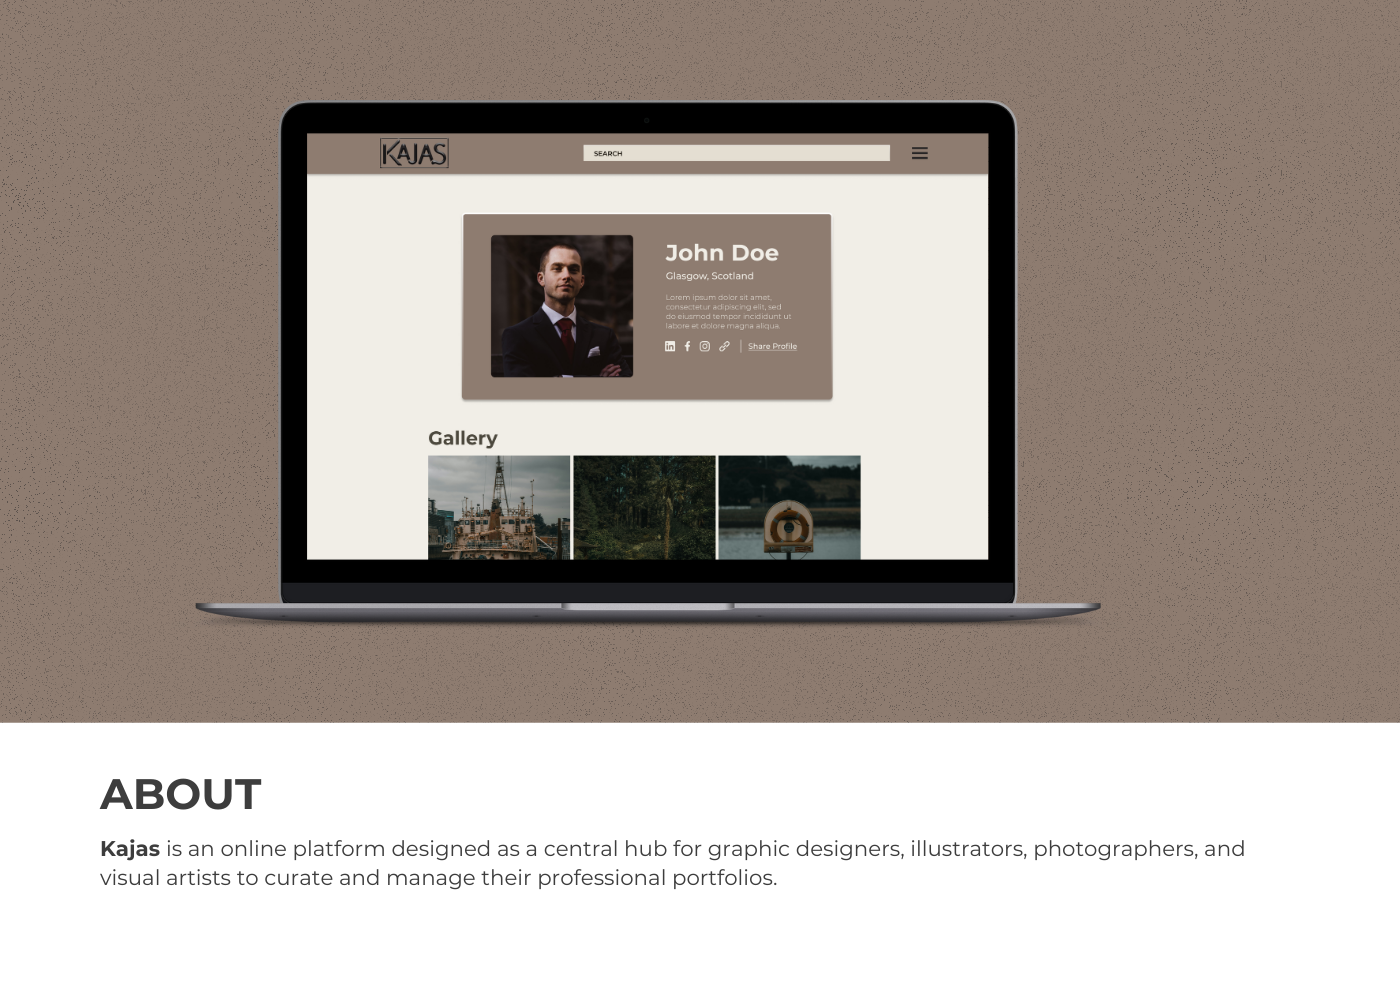 KAJAS
SEARCH
John Doe
Glasgow, Scotland
Lorem ipsum dolor sit amet,
consectetur adipiscing elit, sed
do eiusmod tempor incididunt ut
labore et dolore magna aliqua.
Share Profile
Gallery
ABOUT
Kajas is an online platform designed as a central hub for graphic designers, illustrators, photographers, and
visual artists to curate and manage their professional portfolios.